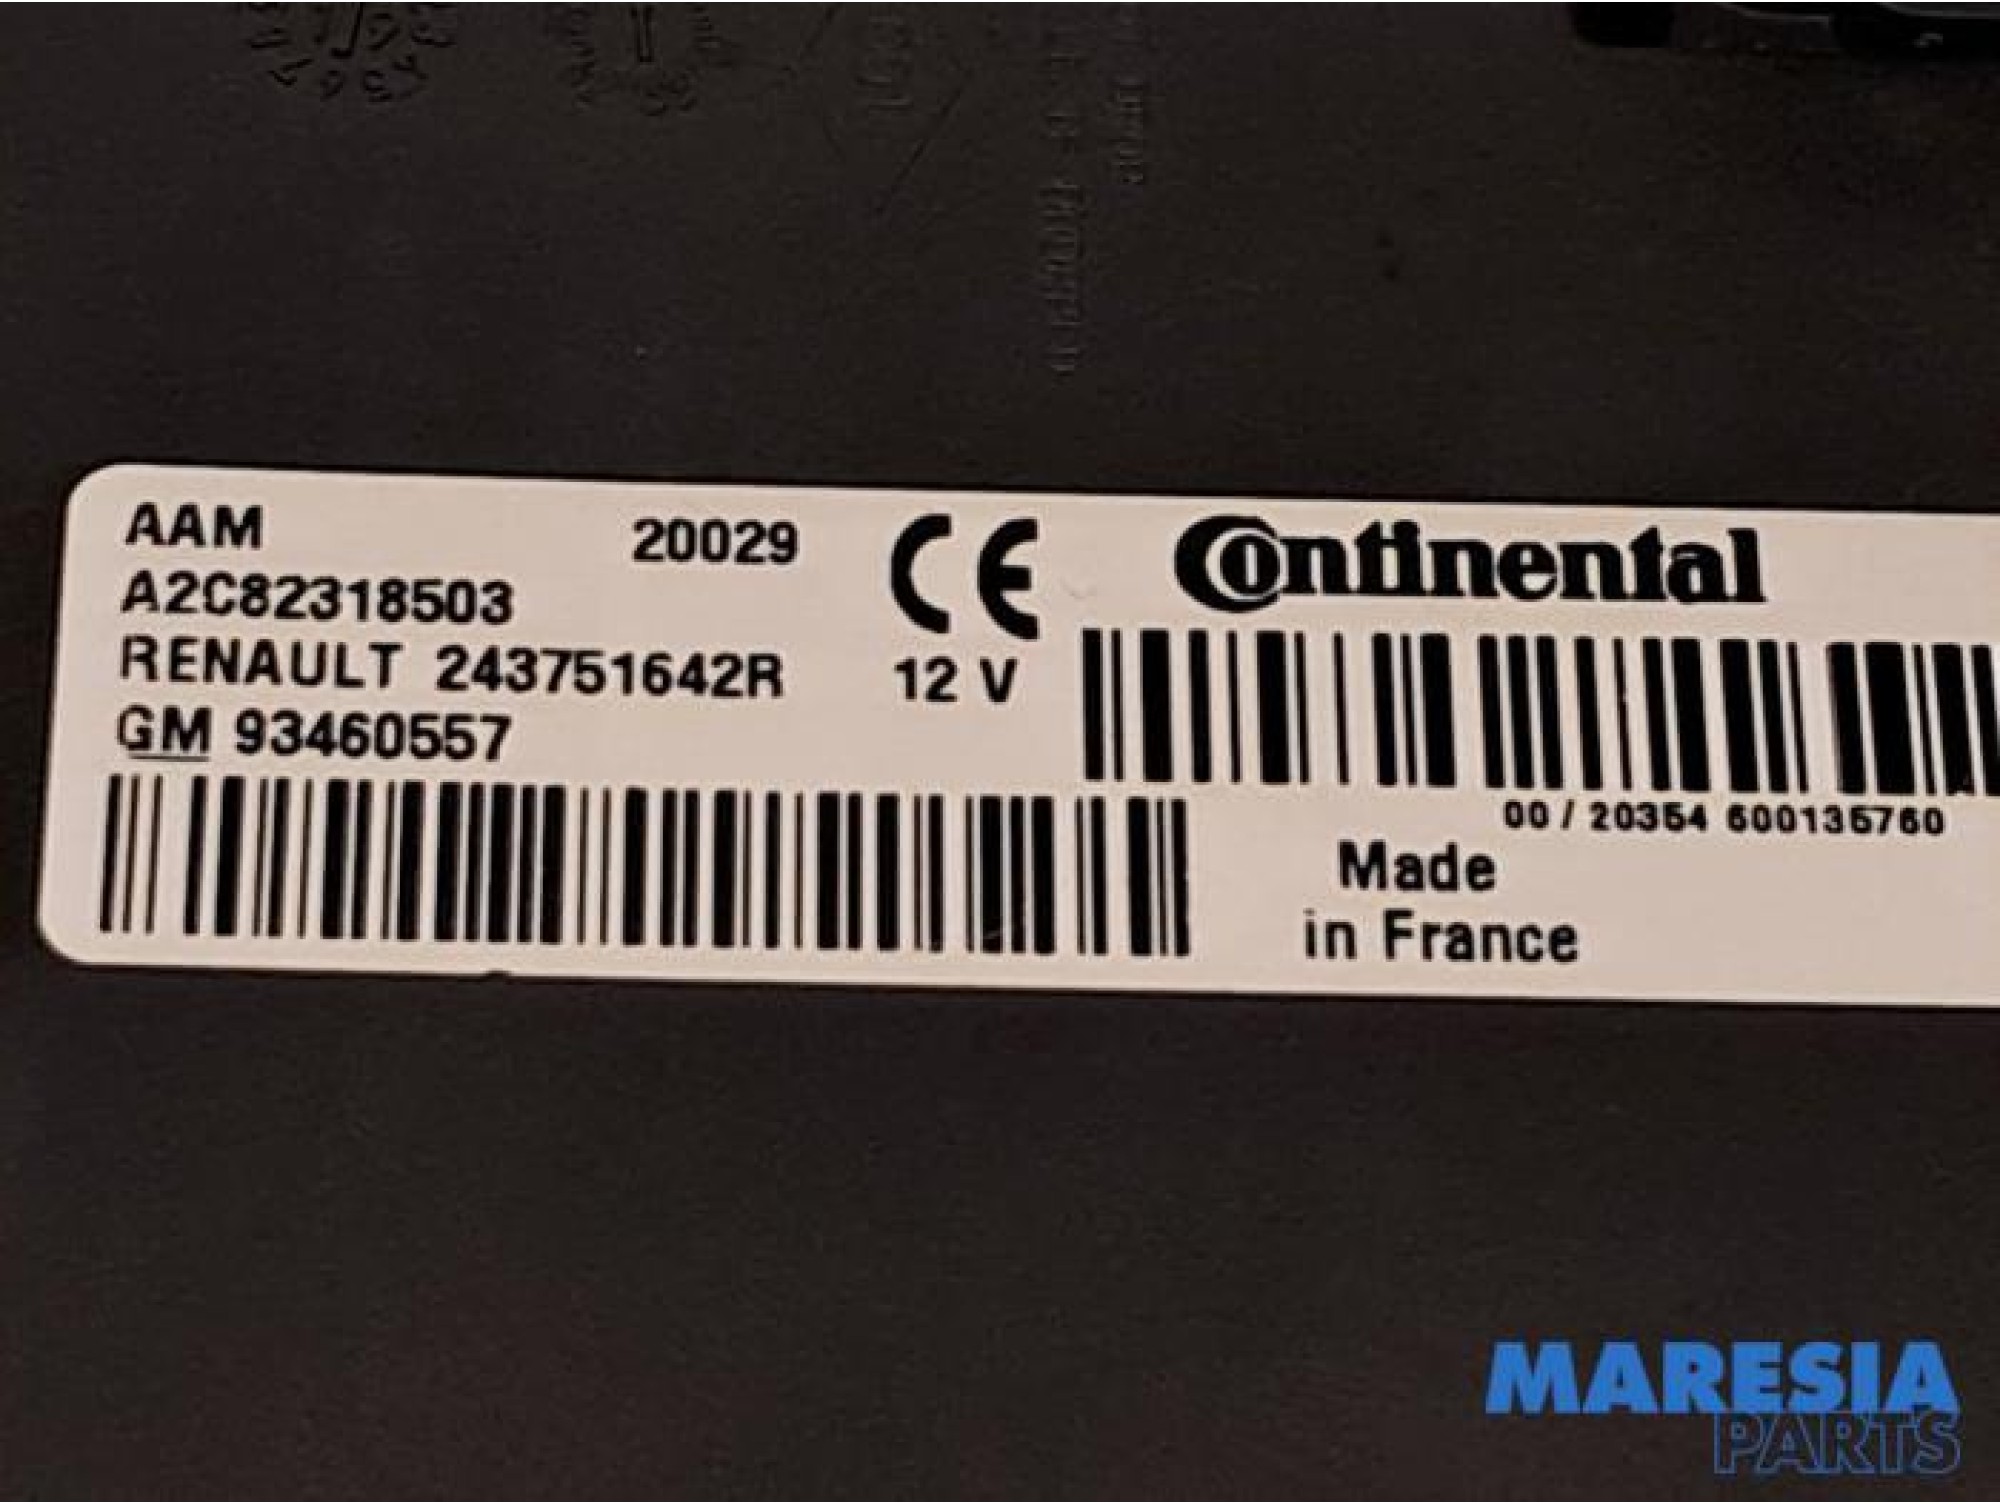 AAM 20029
A2C82318503
RENAULT 243751642R 12 V
GM 93460557
CE
Continental
00 / 20354 600135760
Made
in France
MARESIA
PARTS